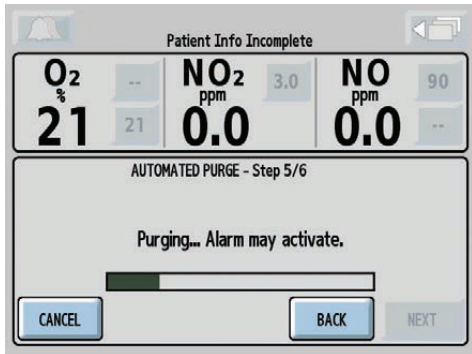 Patient Info Incomplete
O2 % -- 21 21
NO2 ppm 3.0 0.0
NO ppm 90 -- 0.0
AUTOMATED PURGE - Step 5/6
Purging... Alarm may activate.
CANCEL BACK NEXT